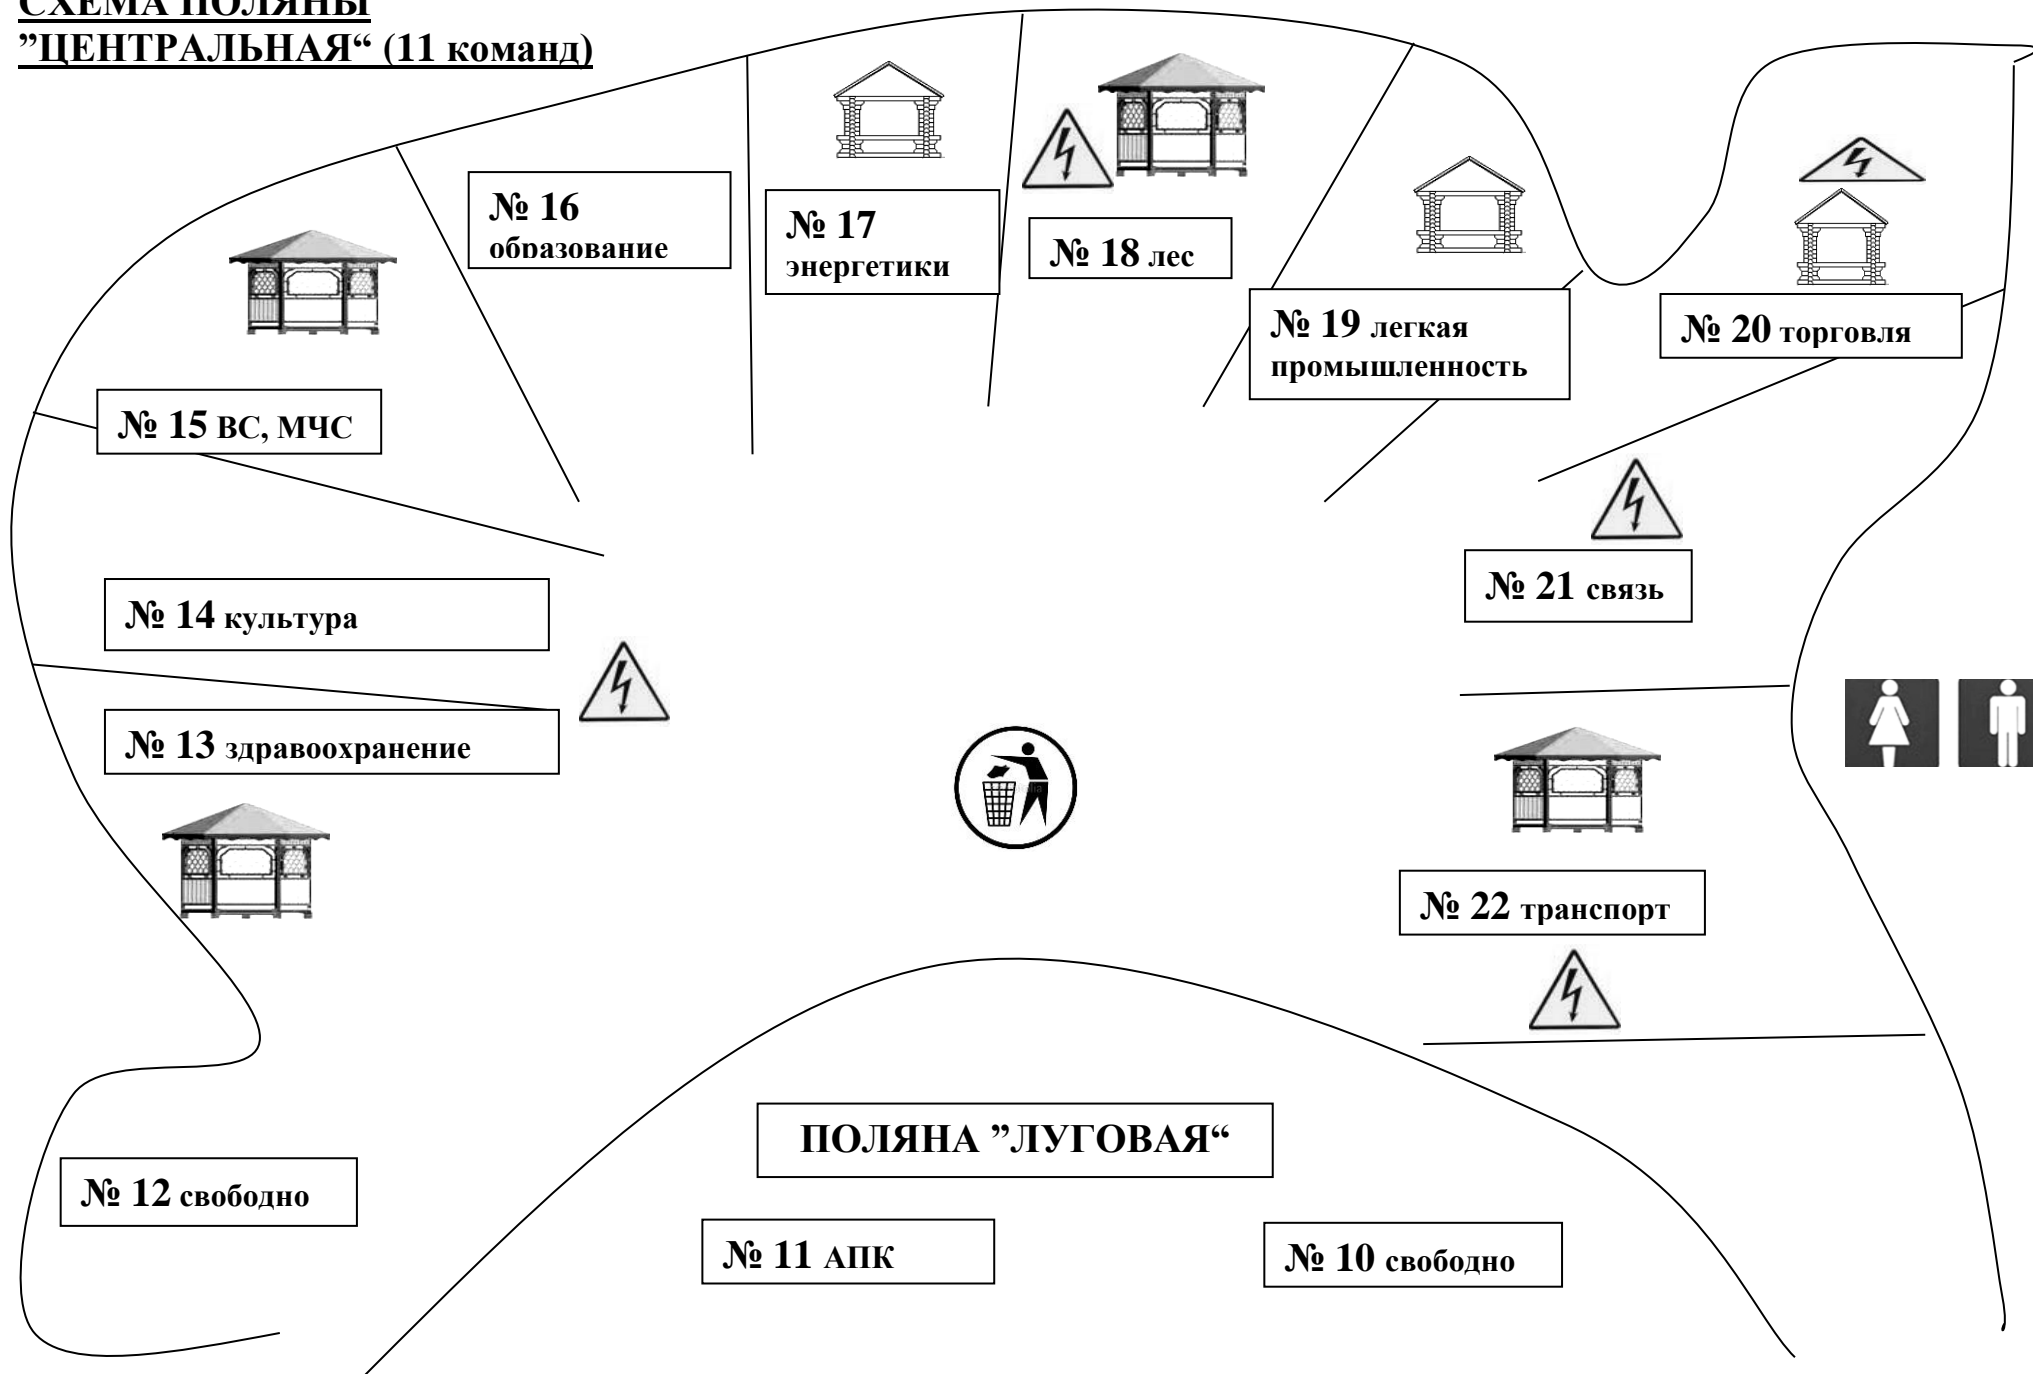 СХЕМА ПОЛЯНЫ
”ЦЕНТРАЛЬНАЯ“ (11 команд)
№ 16
образование
№ 17
энергетики
№ 18 лес
№ 19 легкая
промышленность
№ 20 торговля
№ 15 ВС, МЧС
№ 14 культура
№ 21 связь
№ 13 здравоохранение
№ 22 транспорт
ПОЛЯНА ”ЛУГОВАЯ“
№ 12 свободно
№ 11 АПК
№ 10 свободно